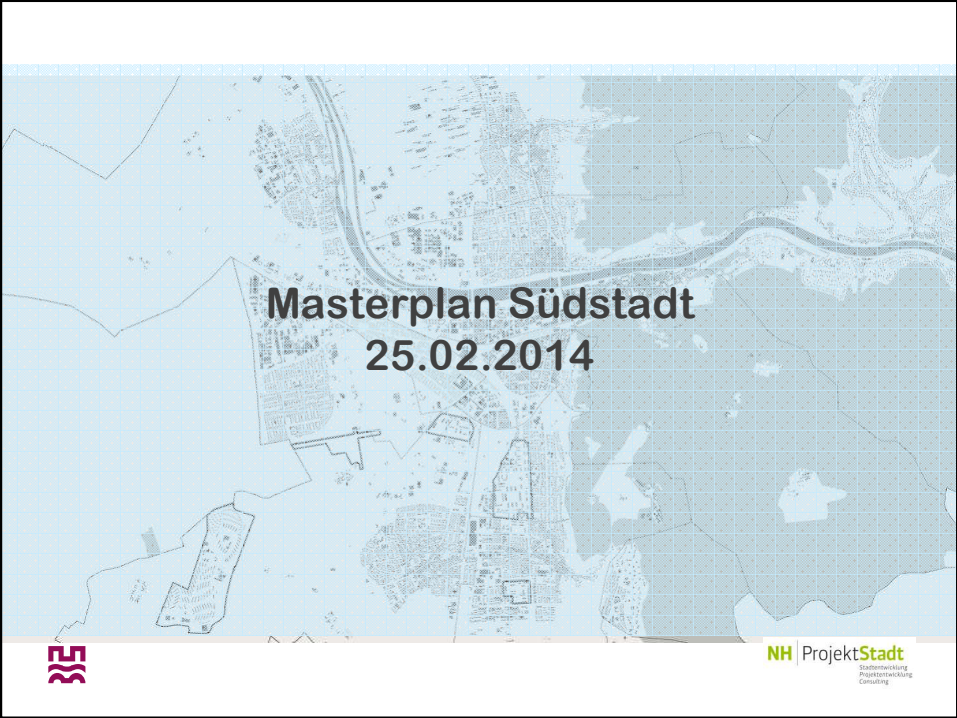 Masterplan Südstadt
25.02.2014
NH ProjektStadt
Stadtentwicklung
Projektentwicklung
Consulting